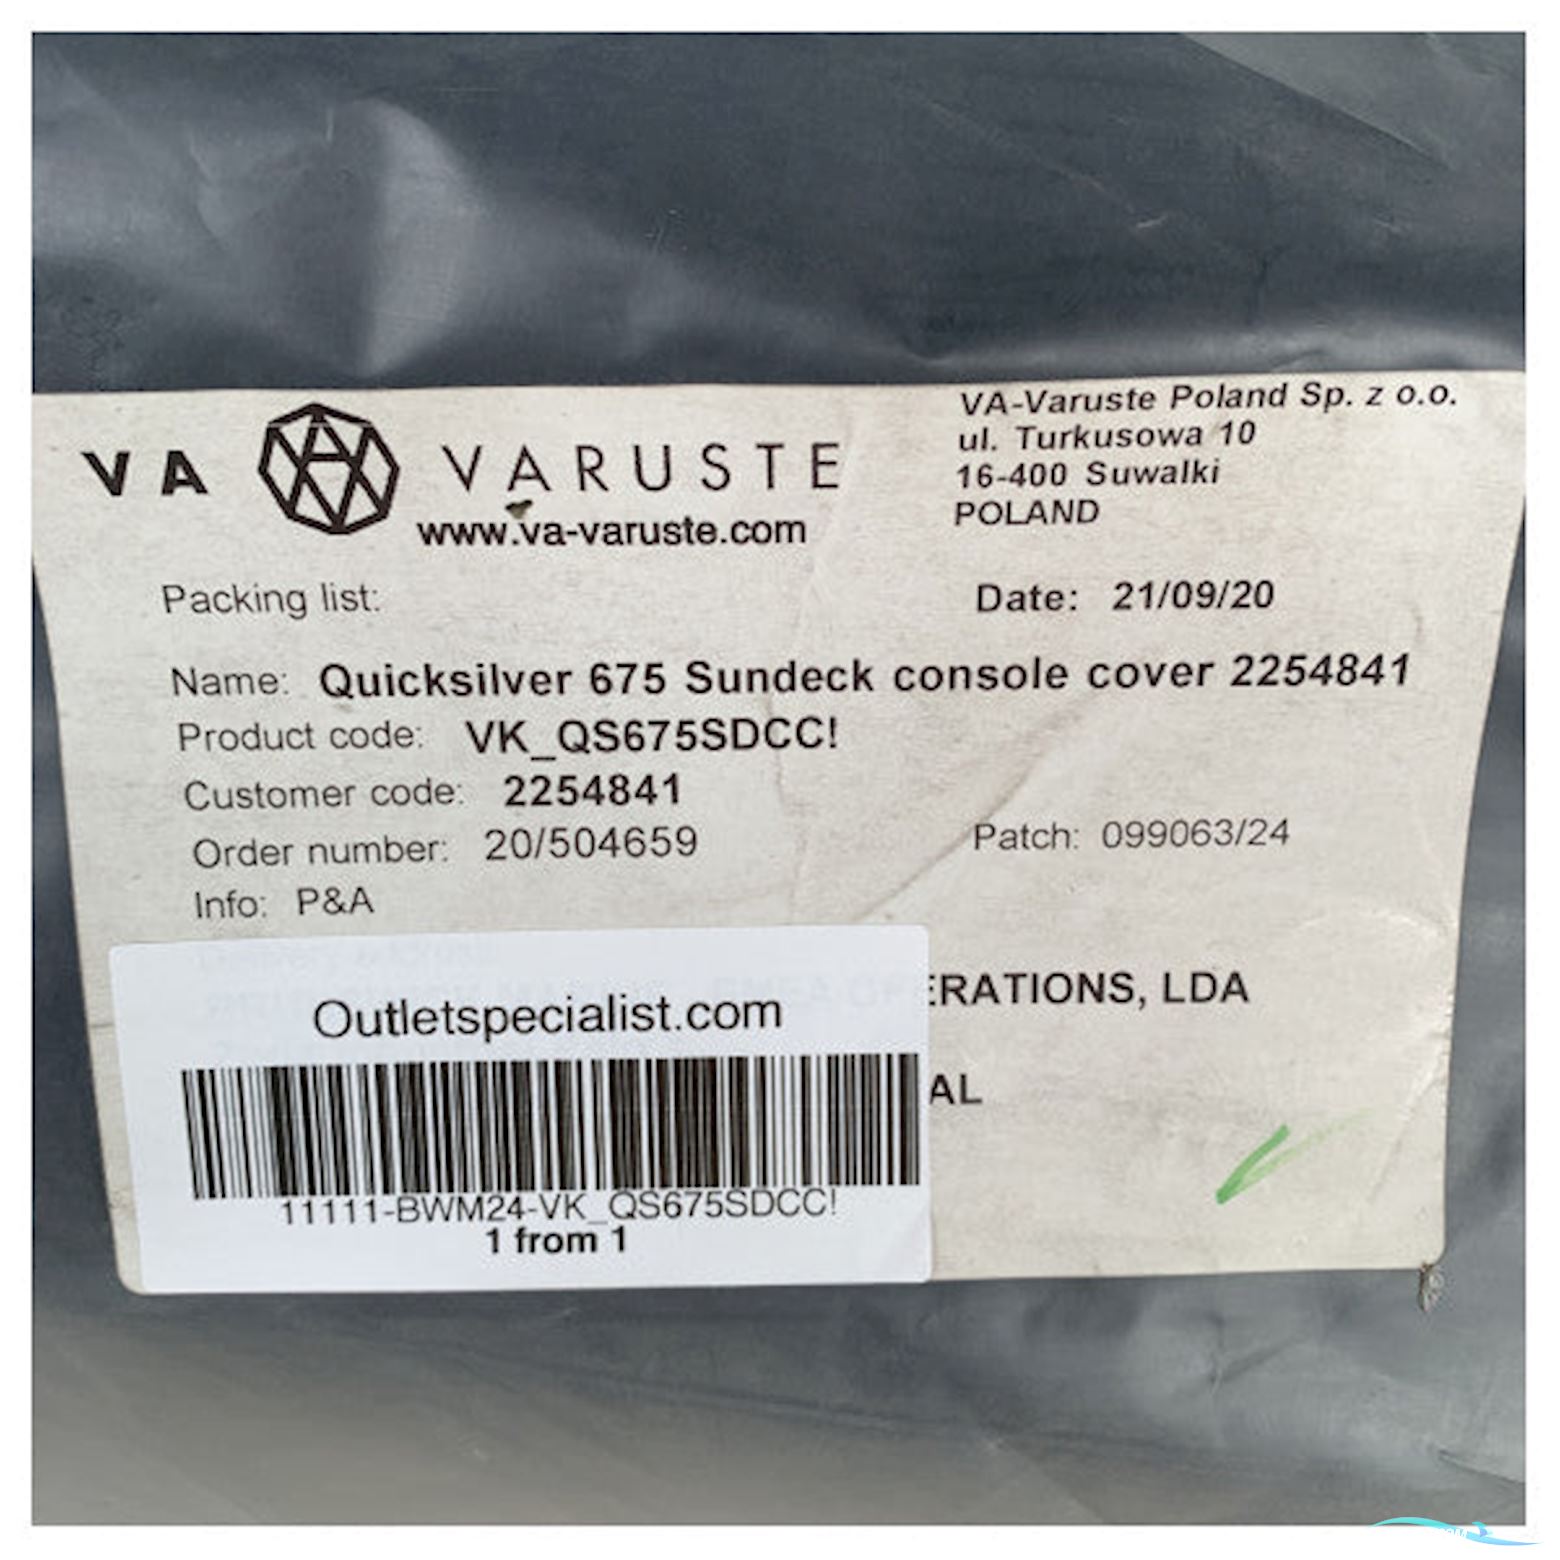 VA VARUSTE
www.va-varuste.com
VA-Varuste Poland Sp. z o.o.
ul. Turkusowa 10
16-400 Suwalki
POLAND
Packing list:
Date: 21/09/20
Name: Quicksilver 675 Sundeck console cover 2254841
Product code: VK_QS675SDCC!
Customer code: 2254841
Order number: 20/504659
Patch: 099063/24
Info: P&A
ERATIONS, LDA
AL
Outletspecialist.com
11111-BWM24-VK_QS675SDCC!
1 from 1